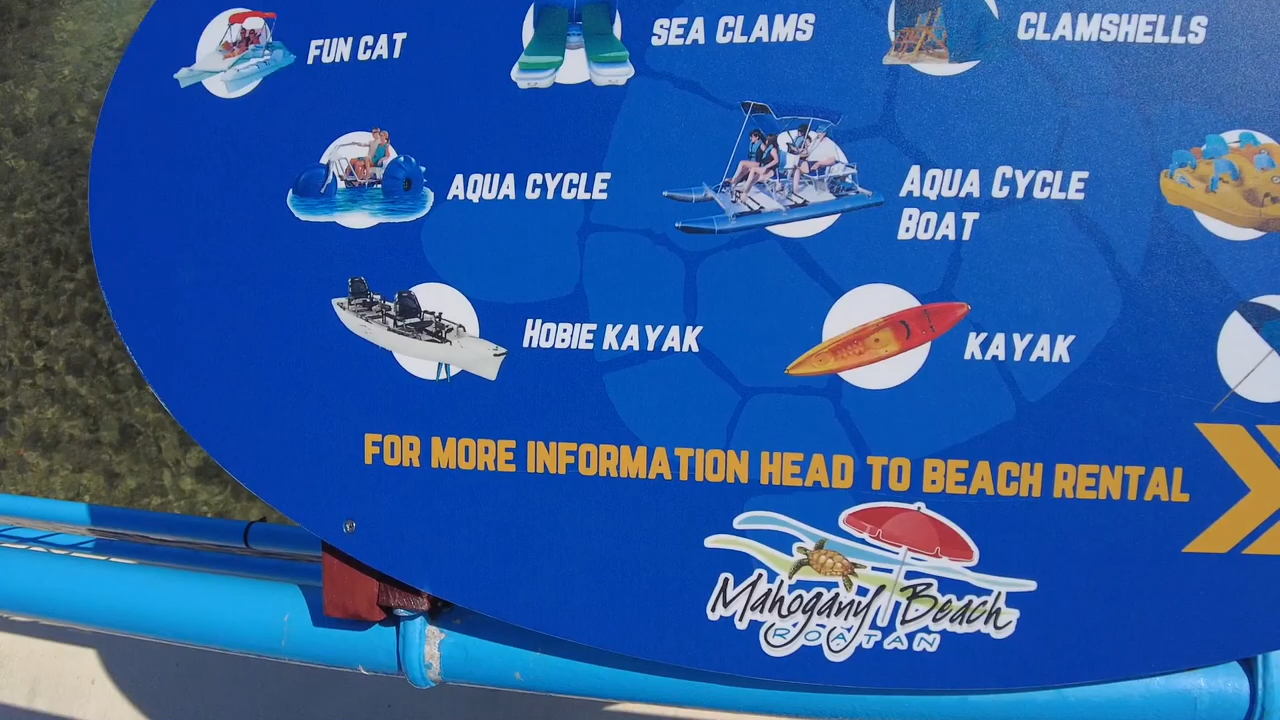 FUN CAT
SEA CLAMS
CLAMSHELLS
AQUA CYCLE
AQUA CYCLE
BOAT
HOBIE KAYAK
KAYAK
FOR MORE INFORMATION HEAD TO BEACH RENTAL
Mahogany Beach
ROATAN